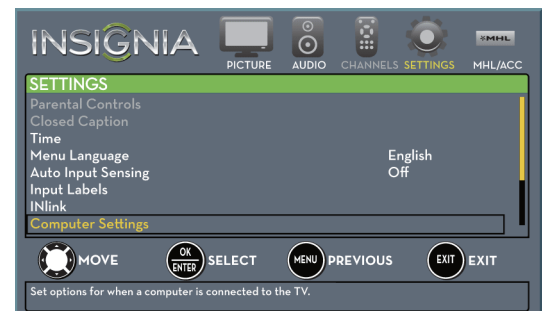 INSIGNIA
PICTURE AUDIO CHANNELS SETTINGS MHL MHL/ACC
SETTINGS
Parental Controls
Closed Caption
Time
Menu Language English
Auto Input Sensing Off
Input Labels
INlink
Computer Settings
MOVE OK ENTER SELECT MENU PREVIOUS EXIT EXIT
Set options for when a computer is connected to the TV.